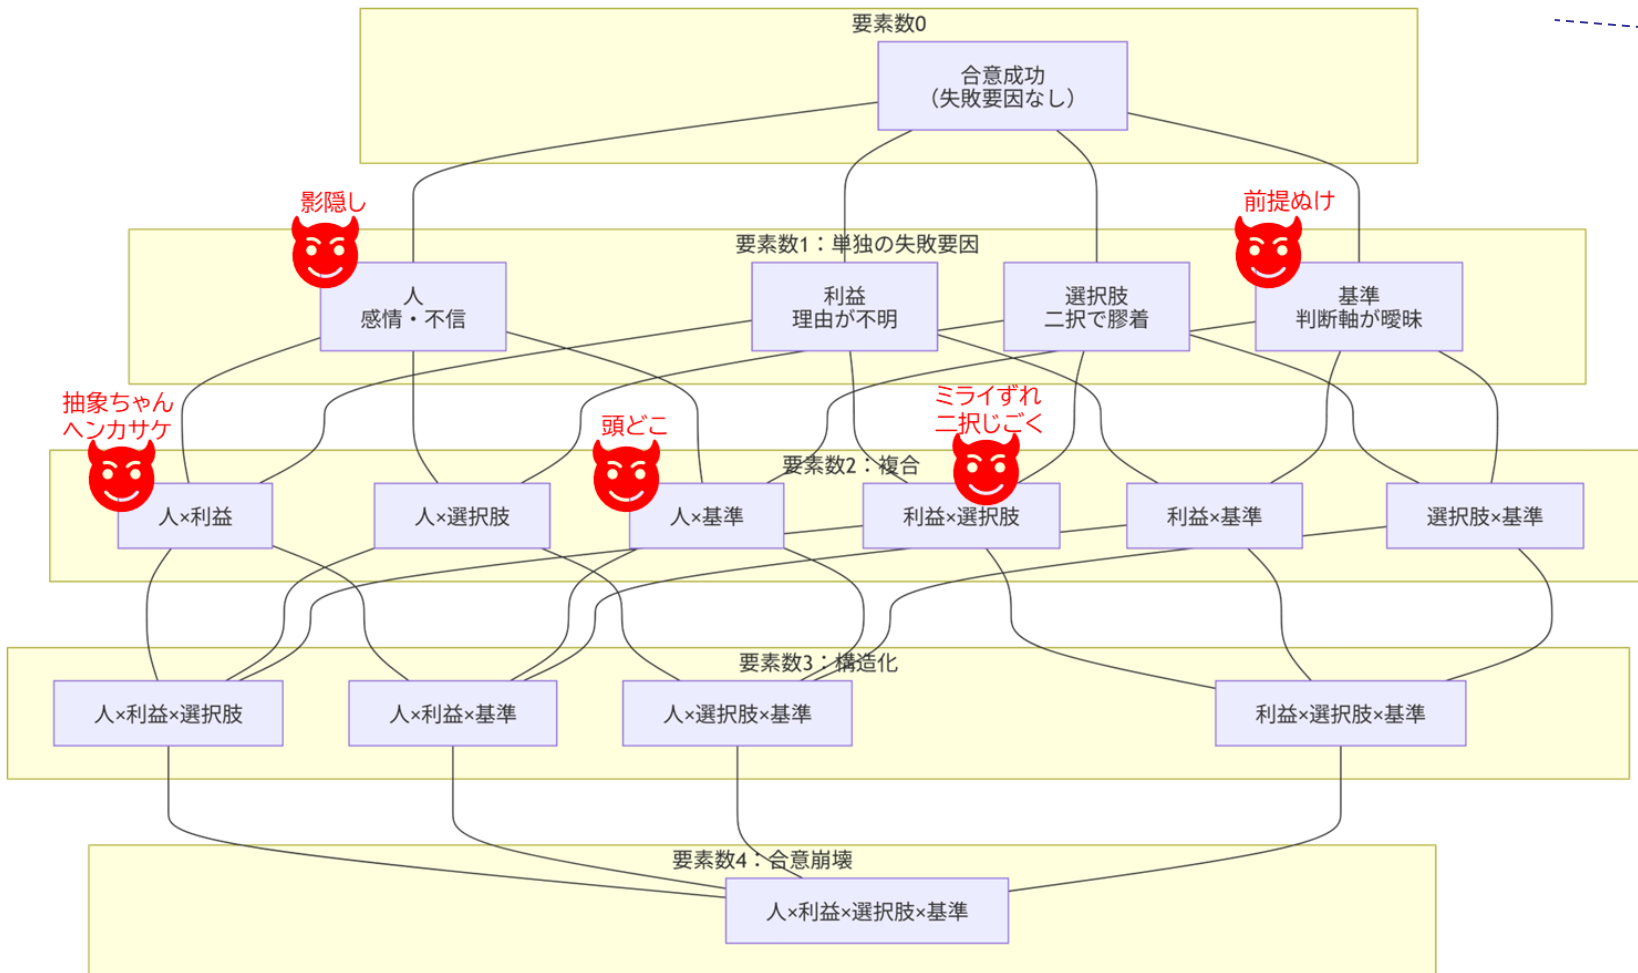 要素数0
合意成功
（失敗要因なし）
影隠し
前提ぬけ
要素数1：単独の失敗要因
人
感情・不信
利益
理由が不明
選択肢
二択で膠着
基準
判断軸が曖昧
抽象ちゃん
ヘンカサケ
頭どこ
ミライずれ
二択じごく
要素数2：複合
人×利益
人×選択肢
人×基準
利益×選択肢
利益×基準
選択肢×基準
要素数3：構造化
人×利益×選択肢
人×利益×基準
人×選択肢×基準
利益×選択肢×基準
要素数4：合意崩壊
人×利益×選択肢×基準